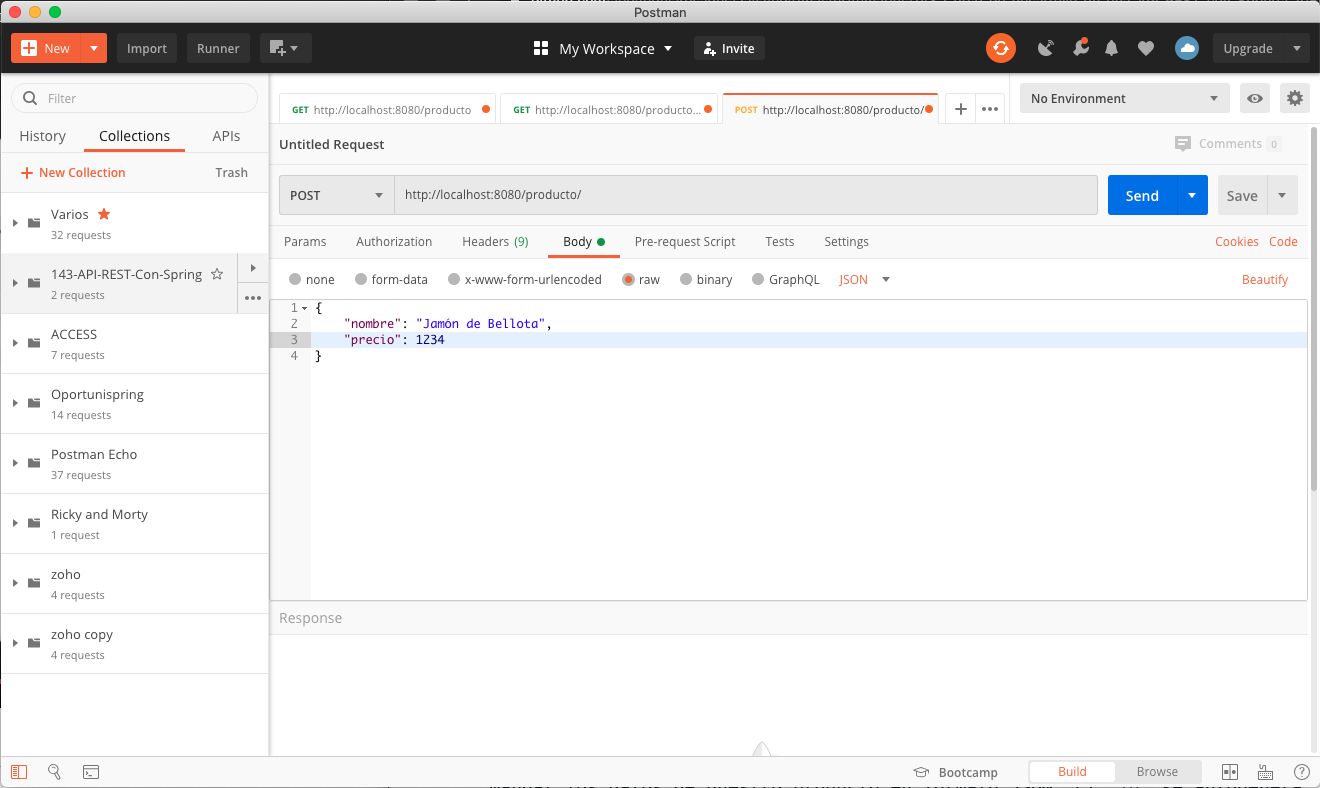 Postman
New Import Runner My Workspace Invite Upgrade
Filter
History Collections APIs
New Collection Trash
Varios
32 requests
143-API-REST-Con-Spring
2 requests
ACCESS
7 requests
Oportunispring
14 requests
Postman Echo
37 requests
Ricky and Morty
1 request
zoho
4 requests
zoho copy
4 requests
GET http://localhost:8080/producto GET http://localhost:8080/producto... POST http://localhost:8080/producto/ + ••• No Environment
Untitled Request Comments 0
POST http://localhost:8080/producto/ Send Save
Params Authorization Headers (9) Body Pre-request Script Tests Settings Cookies Code
none form-data x-www-form-urlencoded raw binary GraphQL JSON Beautify
1 {
2 "nombre": "Jamón de Bellota",
3 "precio": 1234
4 }
Response
Bootcamp Build Browse ?